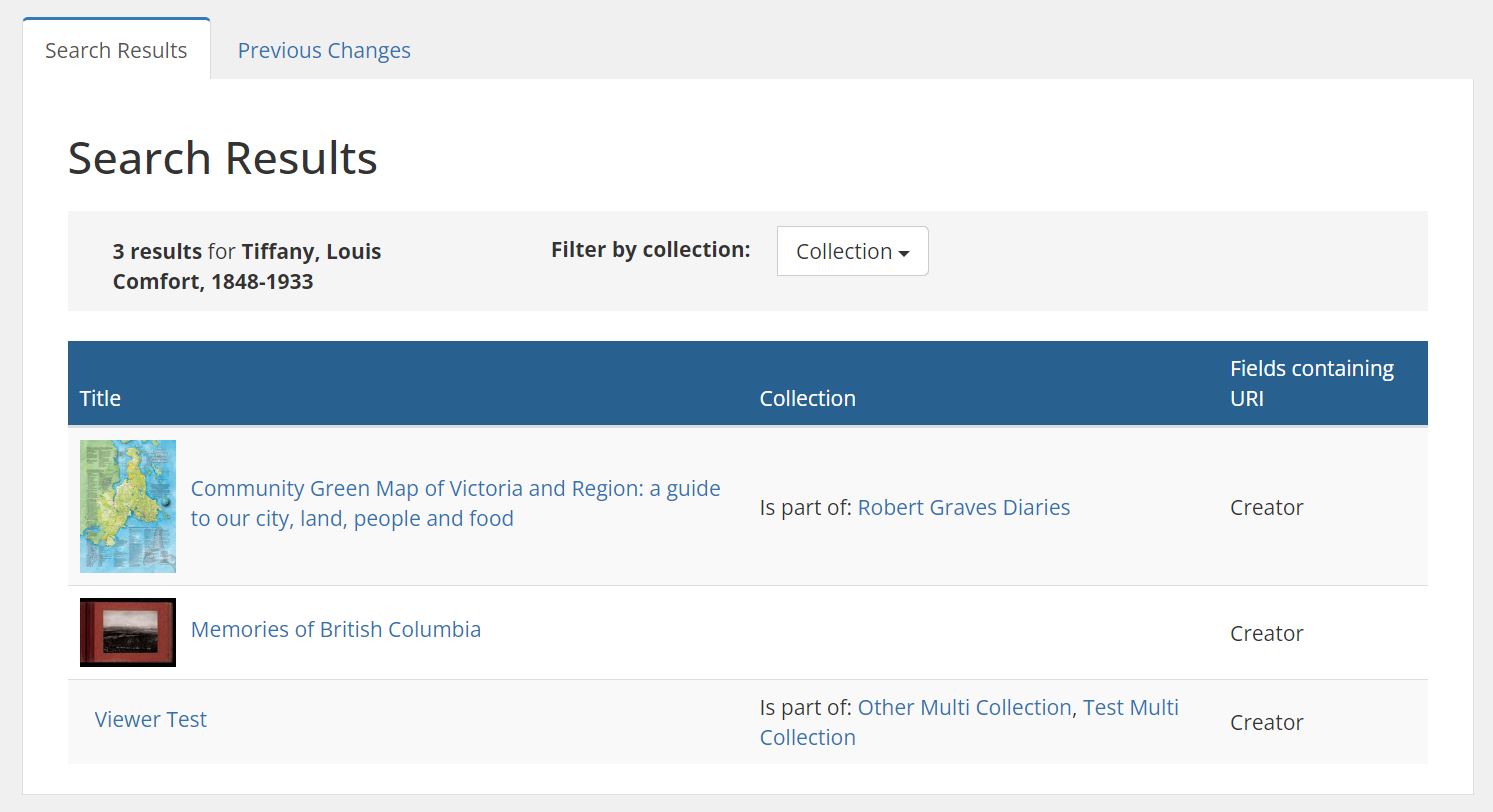 Search Results
Previous Changes
Search Results
3 results for Tiffany, Louis
Comfort, 1848-1933
Filter by collection:
Collection
Title
Collection
Fields containing
URI
Community Green Map of Victoria and Region: a guide
to our city, land, people and food
Is part of: Robert Graves Diaries
Creator
Memories of British Columbia
Creator
Viewer Test
Is part of: Other Multi Collection, Test Multi
Collection
Creator